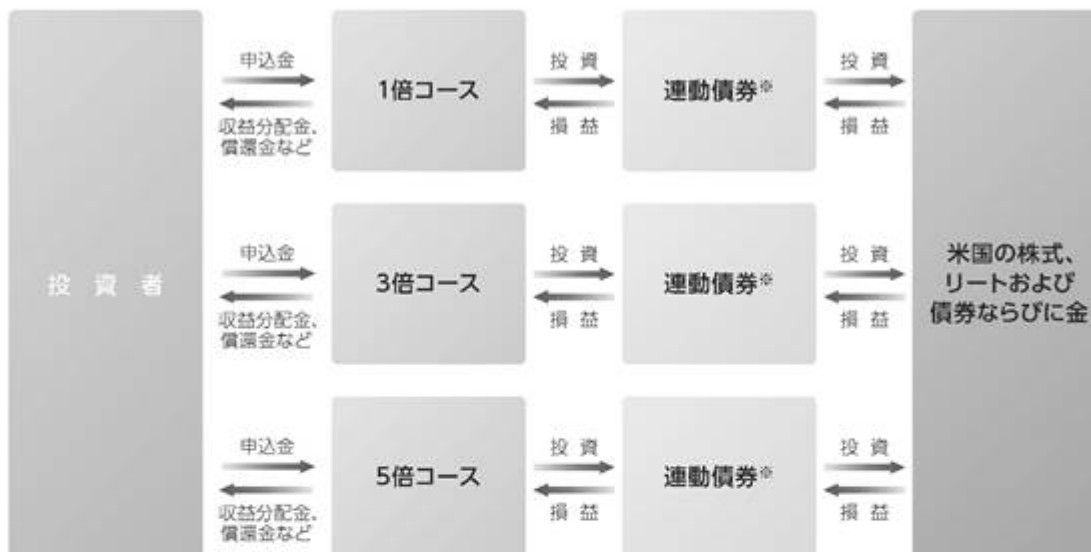 投資者
申込金
収益分配金、
償還金など
1倍コース
投資
損益
連動債券※
投資
損益
申込金
収益分配金、
償還金など
3倍コース
投資
損益
連動債券※
投資
損益
申込金
収益分配金、
償還金など
5倍コース
投資
損益
連動債券※
投資
損益
米国の株式、
リートおよび
債券ならびに金